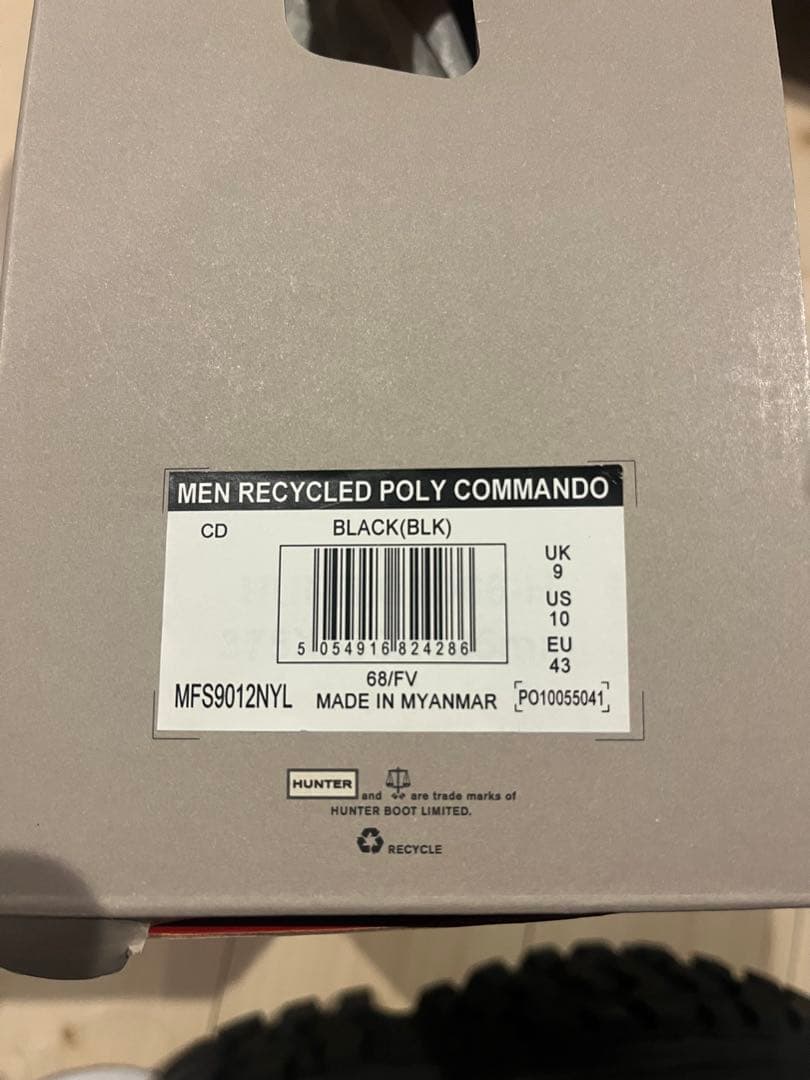 MEN RECYCLED POLY COMMANDO
CD
BLACK(BLK)
5 054916 824286
UK
9
US
10
EU
43
68/FV
MFS9012NYL
MADE IN MYANMAR
PO10055041
HUNTER and are trade marks of
HUNTER BOOT LIMITED.
RECYCLE